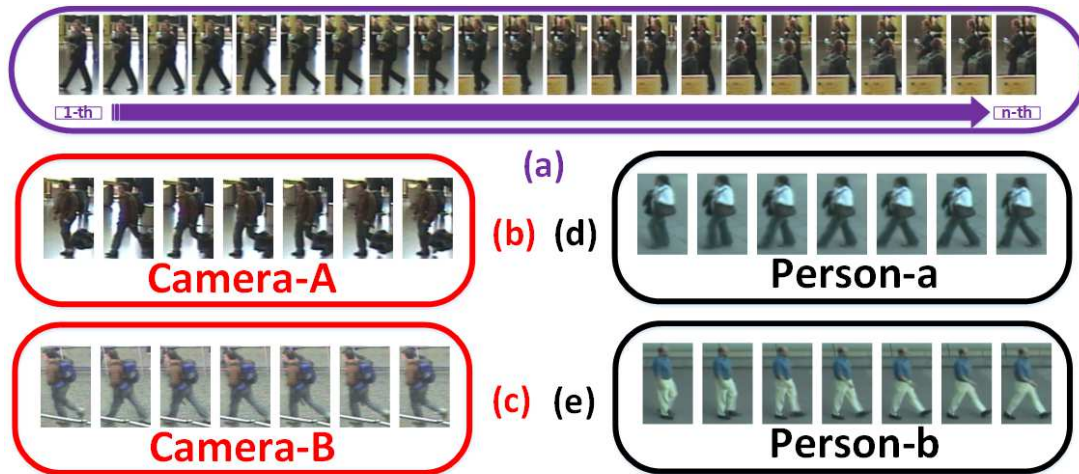 1-th n-th
(a)
(b) (d)
Camera-A Person-a
(c) (e)
Camera-B Person-b